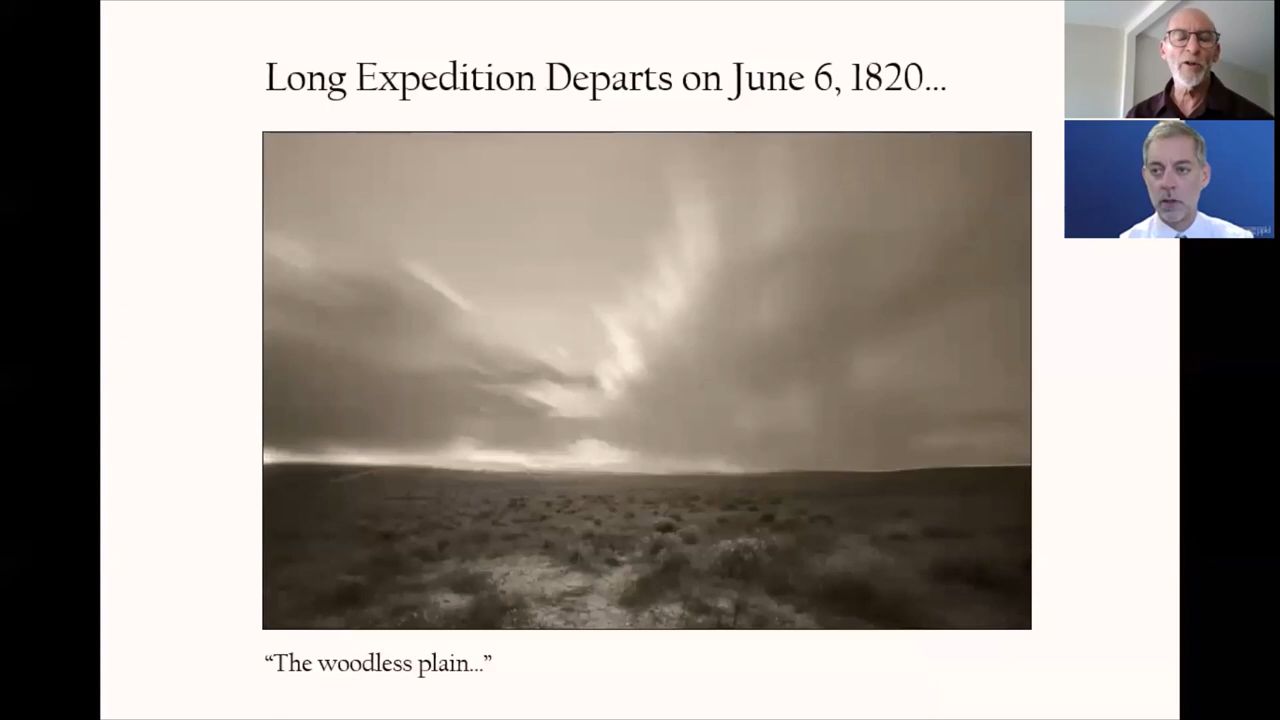 Long Expedition Departs on June 6, 1820...
“The woodless plain...”